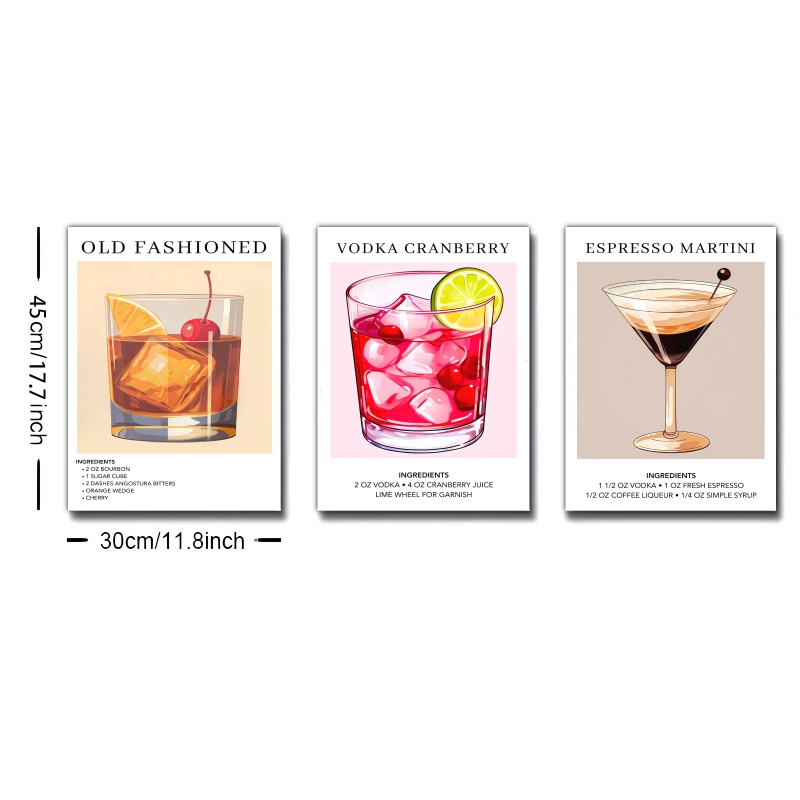 OLD FASHIONED
INGREDIENTS
• 2 OZ BOURBON
• 1 SUGAR CUBE
• 2 DASHES ANGOSTURA BITTERS
• ORANGE WEDGE
• CHERRY
VODKA CRANBERRY
INGREDIENTS
2 OZ VODKA • 4 OZ CRANBERRY JUICE
LIME WHEEL FOR GARNISH
ESPRESSO MARTINI
INGREDIENTS
1 1/2 OZ VODKA • 1 OZ FRESH ESPRESSO
1/2 OZ COFFEE LIQUEUR • 1/4 OZ SIMPLE SYRUP
45cm/17.7inch
30cm/11.8inch